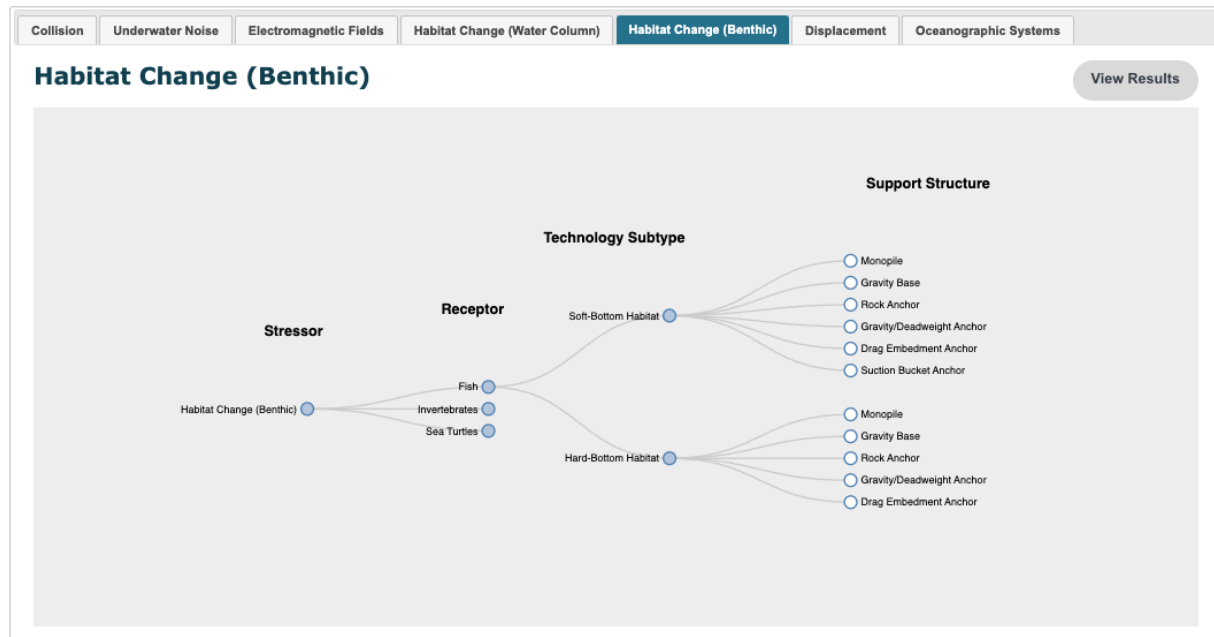 Collision
Underwater Noise
Electromagnetic Fields
Habitat Change (Water Column)
Habitat Change (Benthic)
Displacement
Oceanographic Systems
Habitat Change (Benthic)
View Results
Stressor
Habitat Change (Benthic)
Receptor
Fish
Invertebrates
Sea Turtles
Technology Subtype
Soft-Bottom Habitat
Hard-Bottom Habitat
Support Structure
Monopile
Gravity Base
Rock Anchor
Gravity/Deadweight Anchor
Drag Embedment Anchor
Suction Bucket Anchor
Monopile
Gravity Base
Rock Anchor
Gravity/Deadweight Anchor
Drag Embedment Anchor